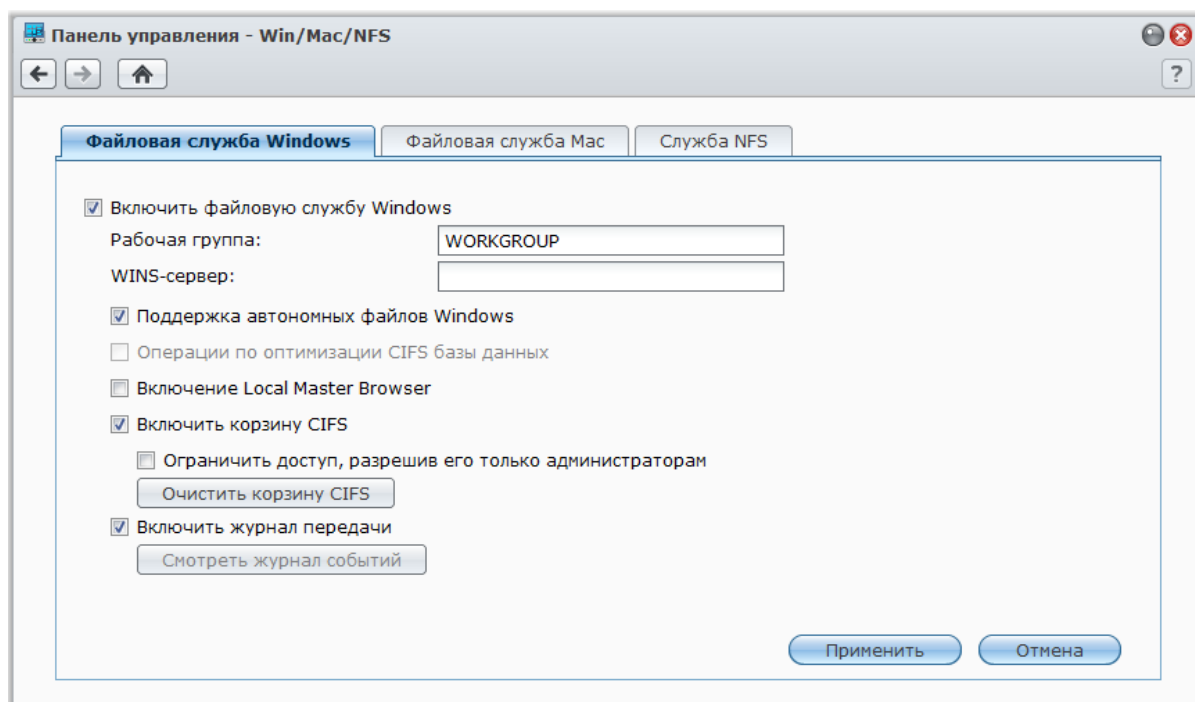 Панель управления - Win/Mac/NFS
?
Файловая служба Windows Файловая служба Mac Служба NFS
Включить файловую службу Windows
Рабочая группа: WORKGROUP
WINS-сервер:
Поддержка автономных файлов Windows
Операции по оптимизации CIFS базы данных
Включение Local Master Browser
Включить корзину CIFS
Ограничить доступ, разрешив его только администраторам
Очистить корзину CIFS
Включить журнал передачи
Смотреть журнал событий
Применить Отмена